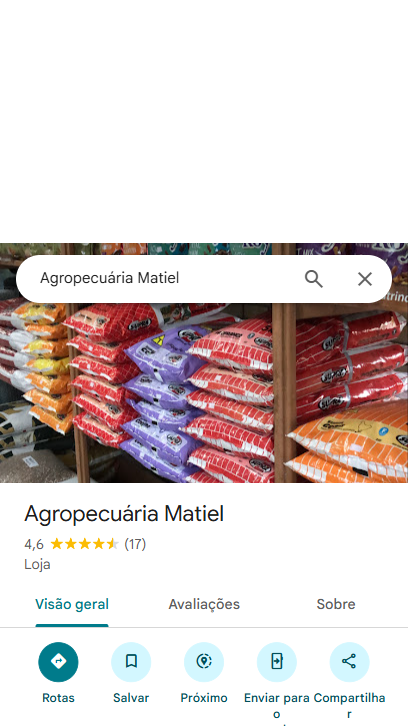 Agropecuária Matiel
Agropecuária Matiel
4,6 (17)
Loja
Visão geral Avaliações Sobre
Rotas Salvar Próximo Enviar para o Compartilhar